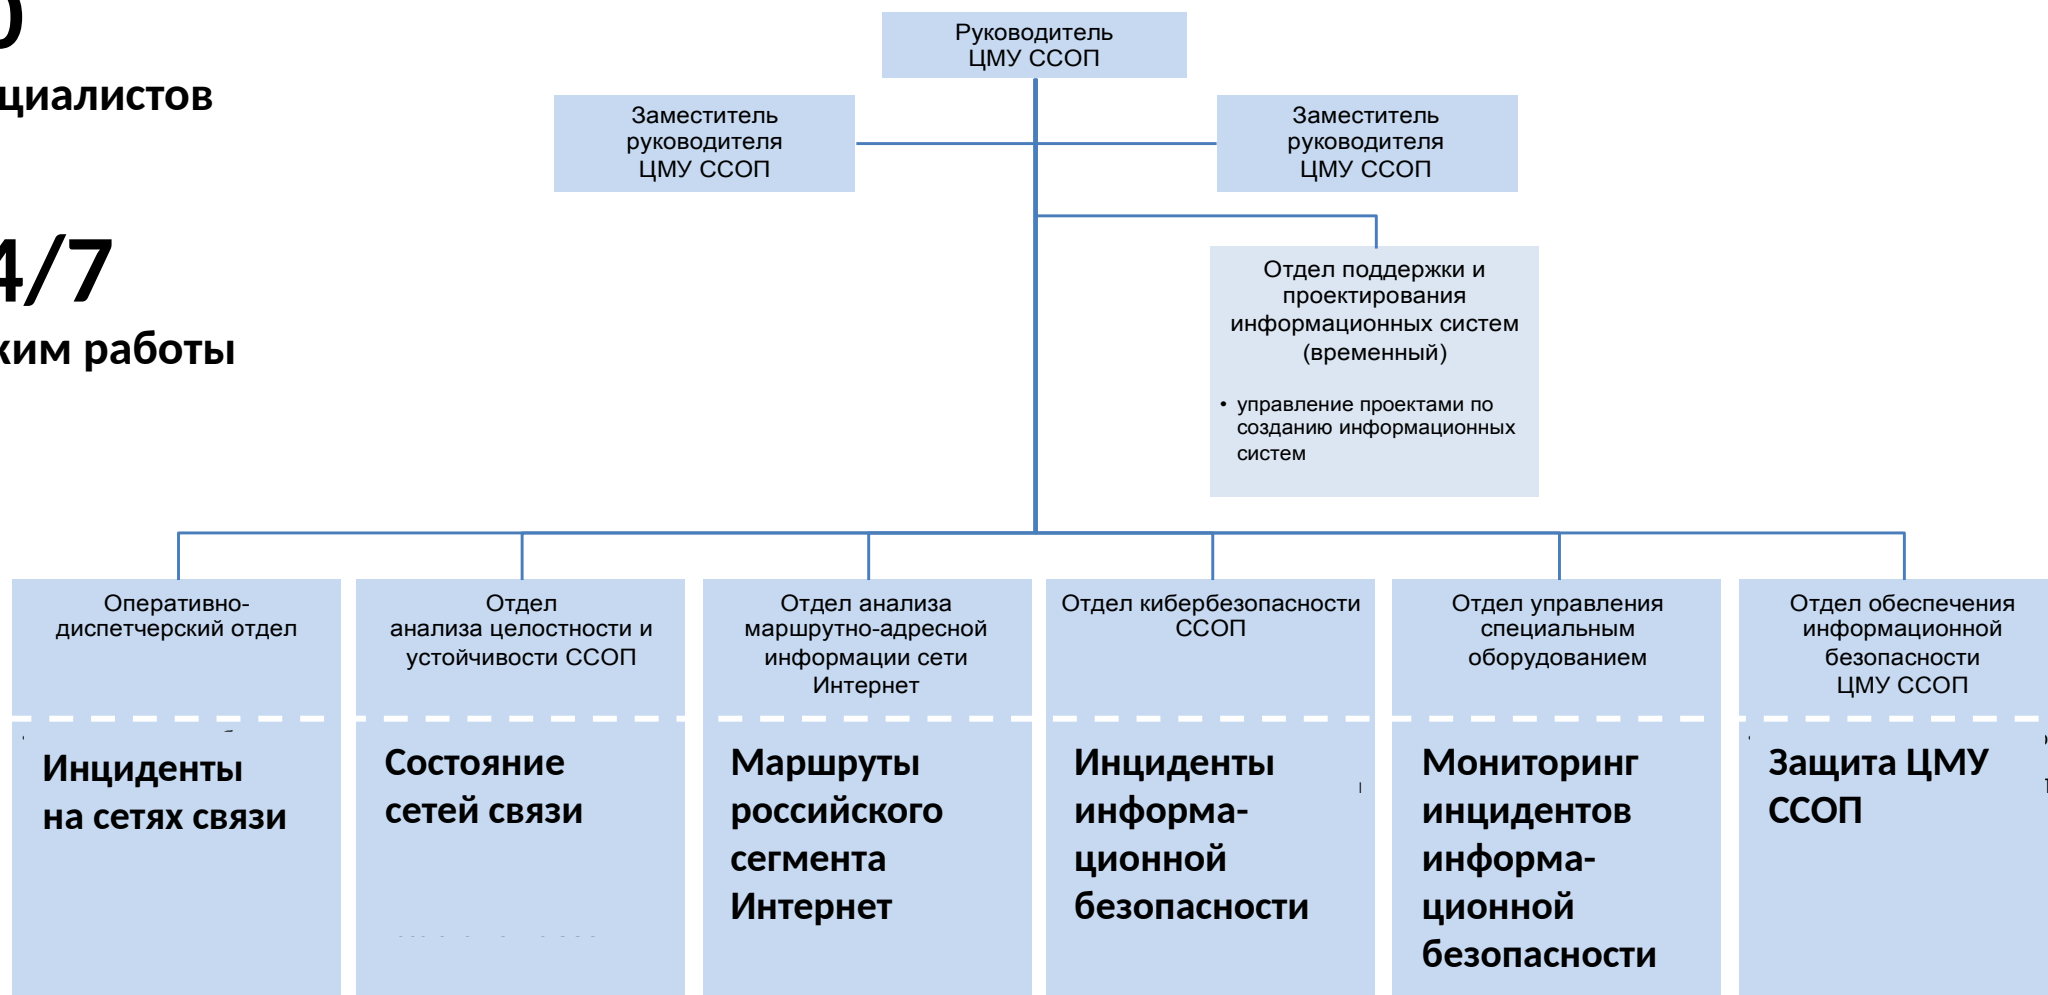 циалистов
4/7
ким работы
Руководитель
ЦМУ ССОП
Заместитель
руководителя
ЦМУ ССОП
Заместитель
руководителя
ЦМУ ССОП
Отдел поддержки и
проектирования
информационных систем
(временный)
• управление проектами по
создании информационных
систем
Оперативно-
диспетчерский отдел
Инциденты
на сетях связи
Отдел
анализа целостности и
устойчивости ССОП
Состояние
сетей связи
Отдел анализа
маршрутно-адресной
информации сети
Интернет
Маршруты
российского
сегмента
Интернет
Отдел кибербезопасности
ССОП
Инциденты
информа-
ционной
безопасности
Отдел управления
специальным
оборудованием
Мониторинг
инцидентов
информа-
ционной
безопасности
Отдел обеспечения
информационной
безопасности
ЦМУ ССОП
Защита ЦМУ
ССОП